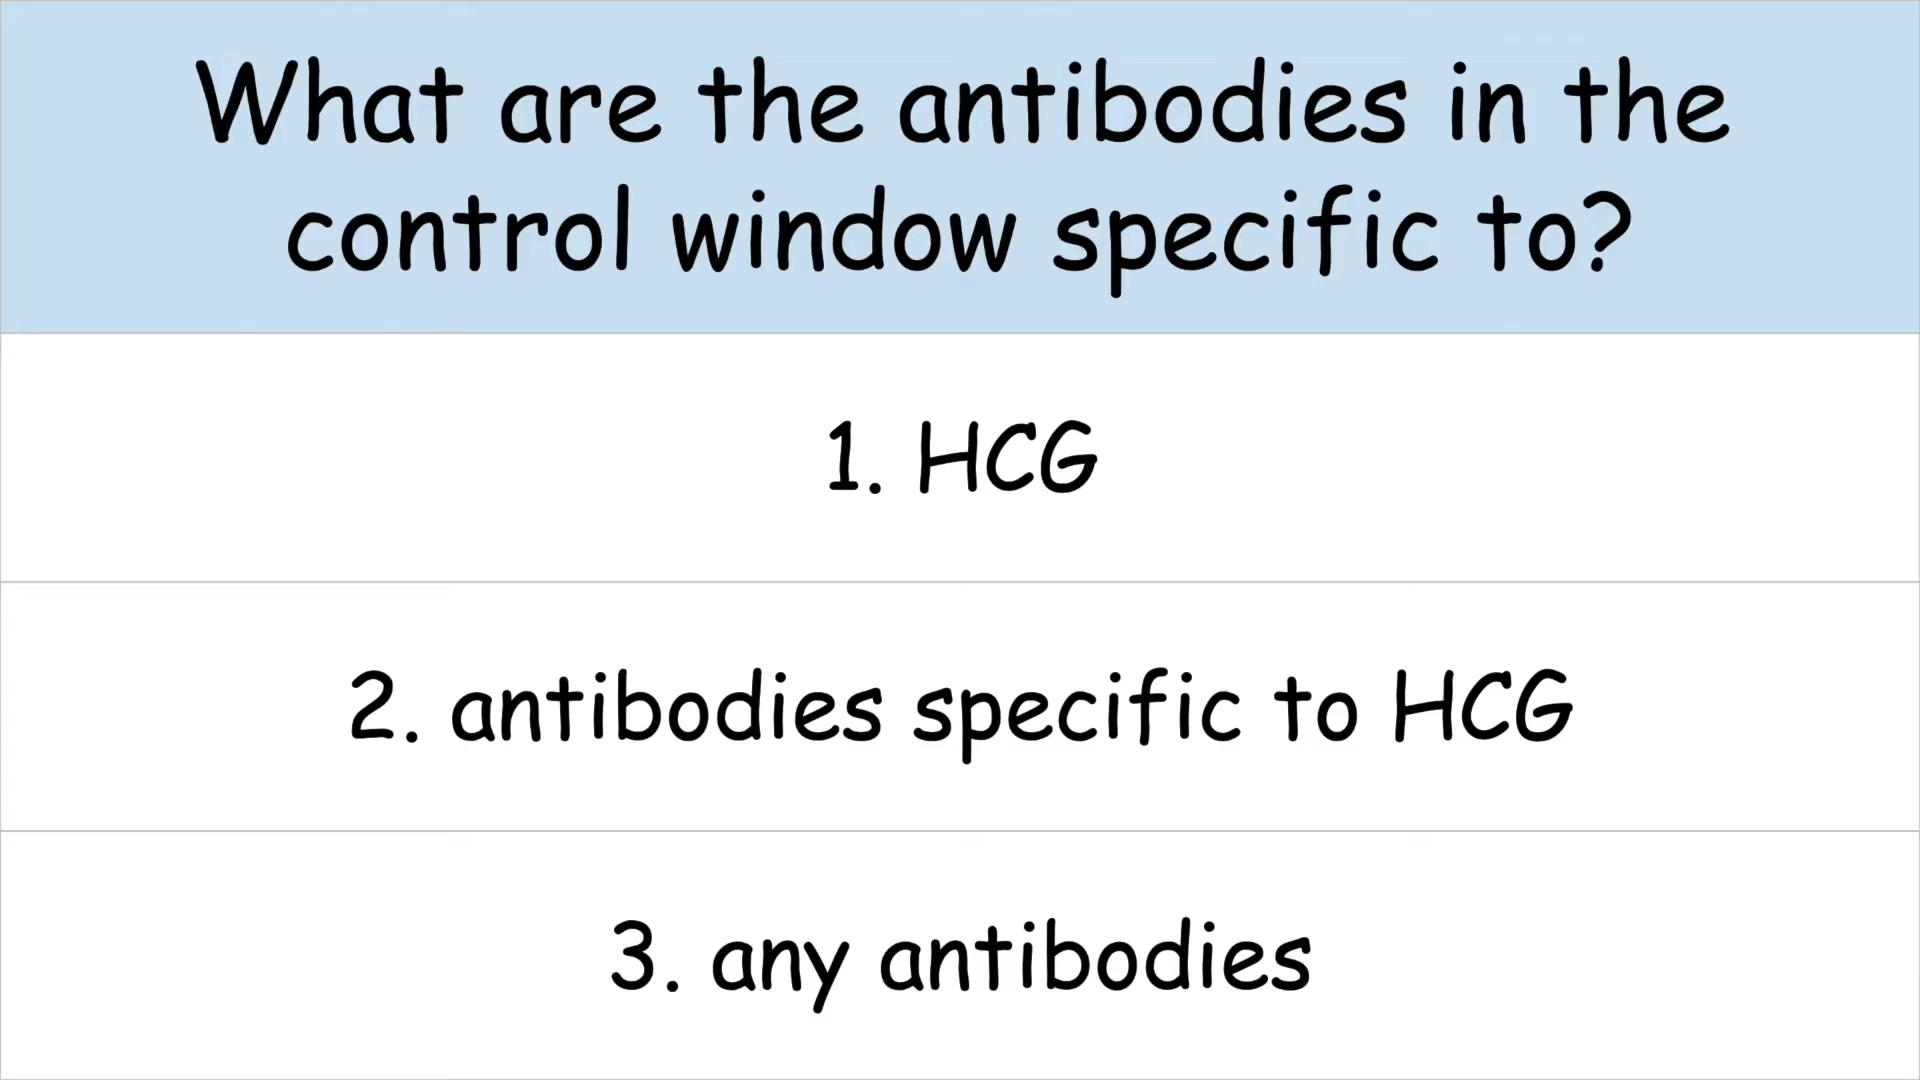 What are the antibodies in the
control window specific to?
1. HCG
2. antibodies specific to HCG
3. any antibodies